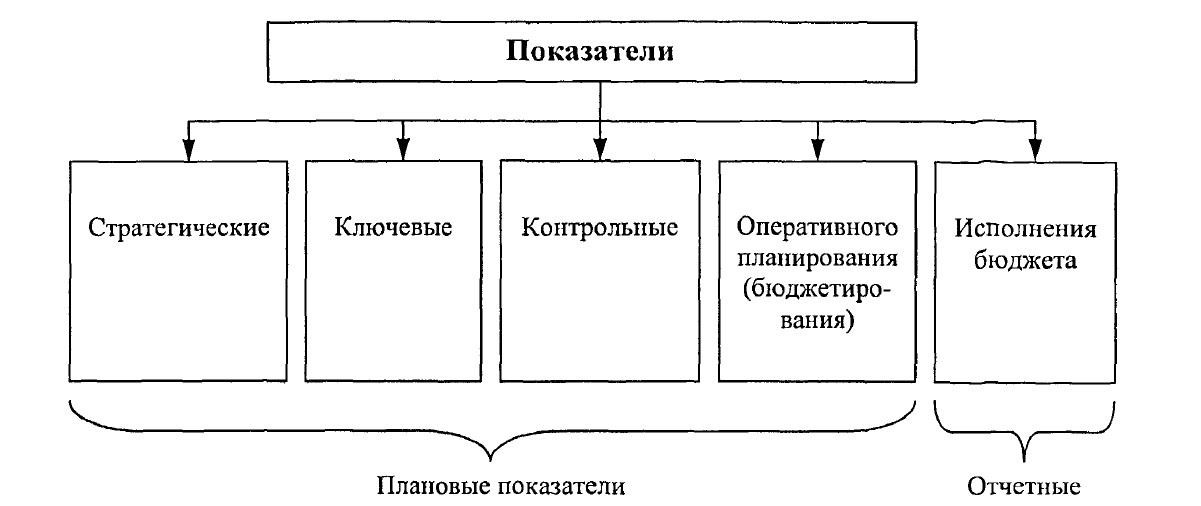 Показатели
Стратегические
Ключевые
Контрольные
Оперативного
планирования
(бюджетиро-
вания)
Исполнения
бюджета
Плановые показатели
Отчетные